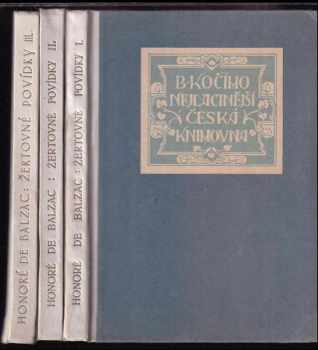 HONORÉ DE BALZAC: ŽERTOVNÉ POVÍDKY III.
HONORÉ DE BALZAC: ŽERTOVNÉ POVÍDKY II.
HONORÉ DE BALZAC: ŽERTOVNÉ POVÍDKY I.
B. KOČÍHO
NEJLACINĚJŠÍ
ČESKÁ
KNIHOVNA